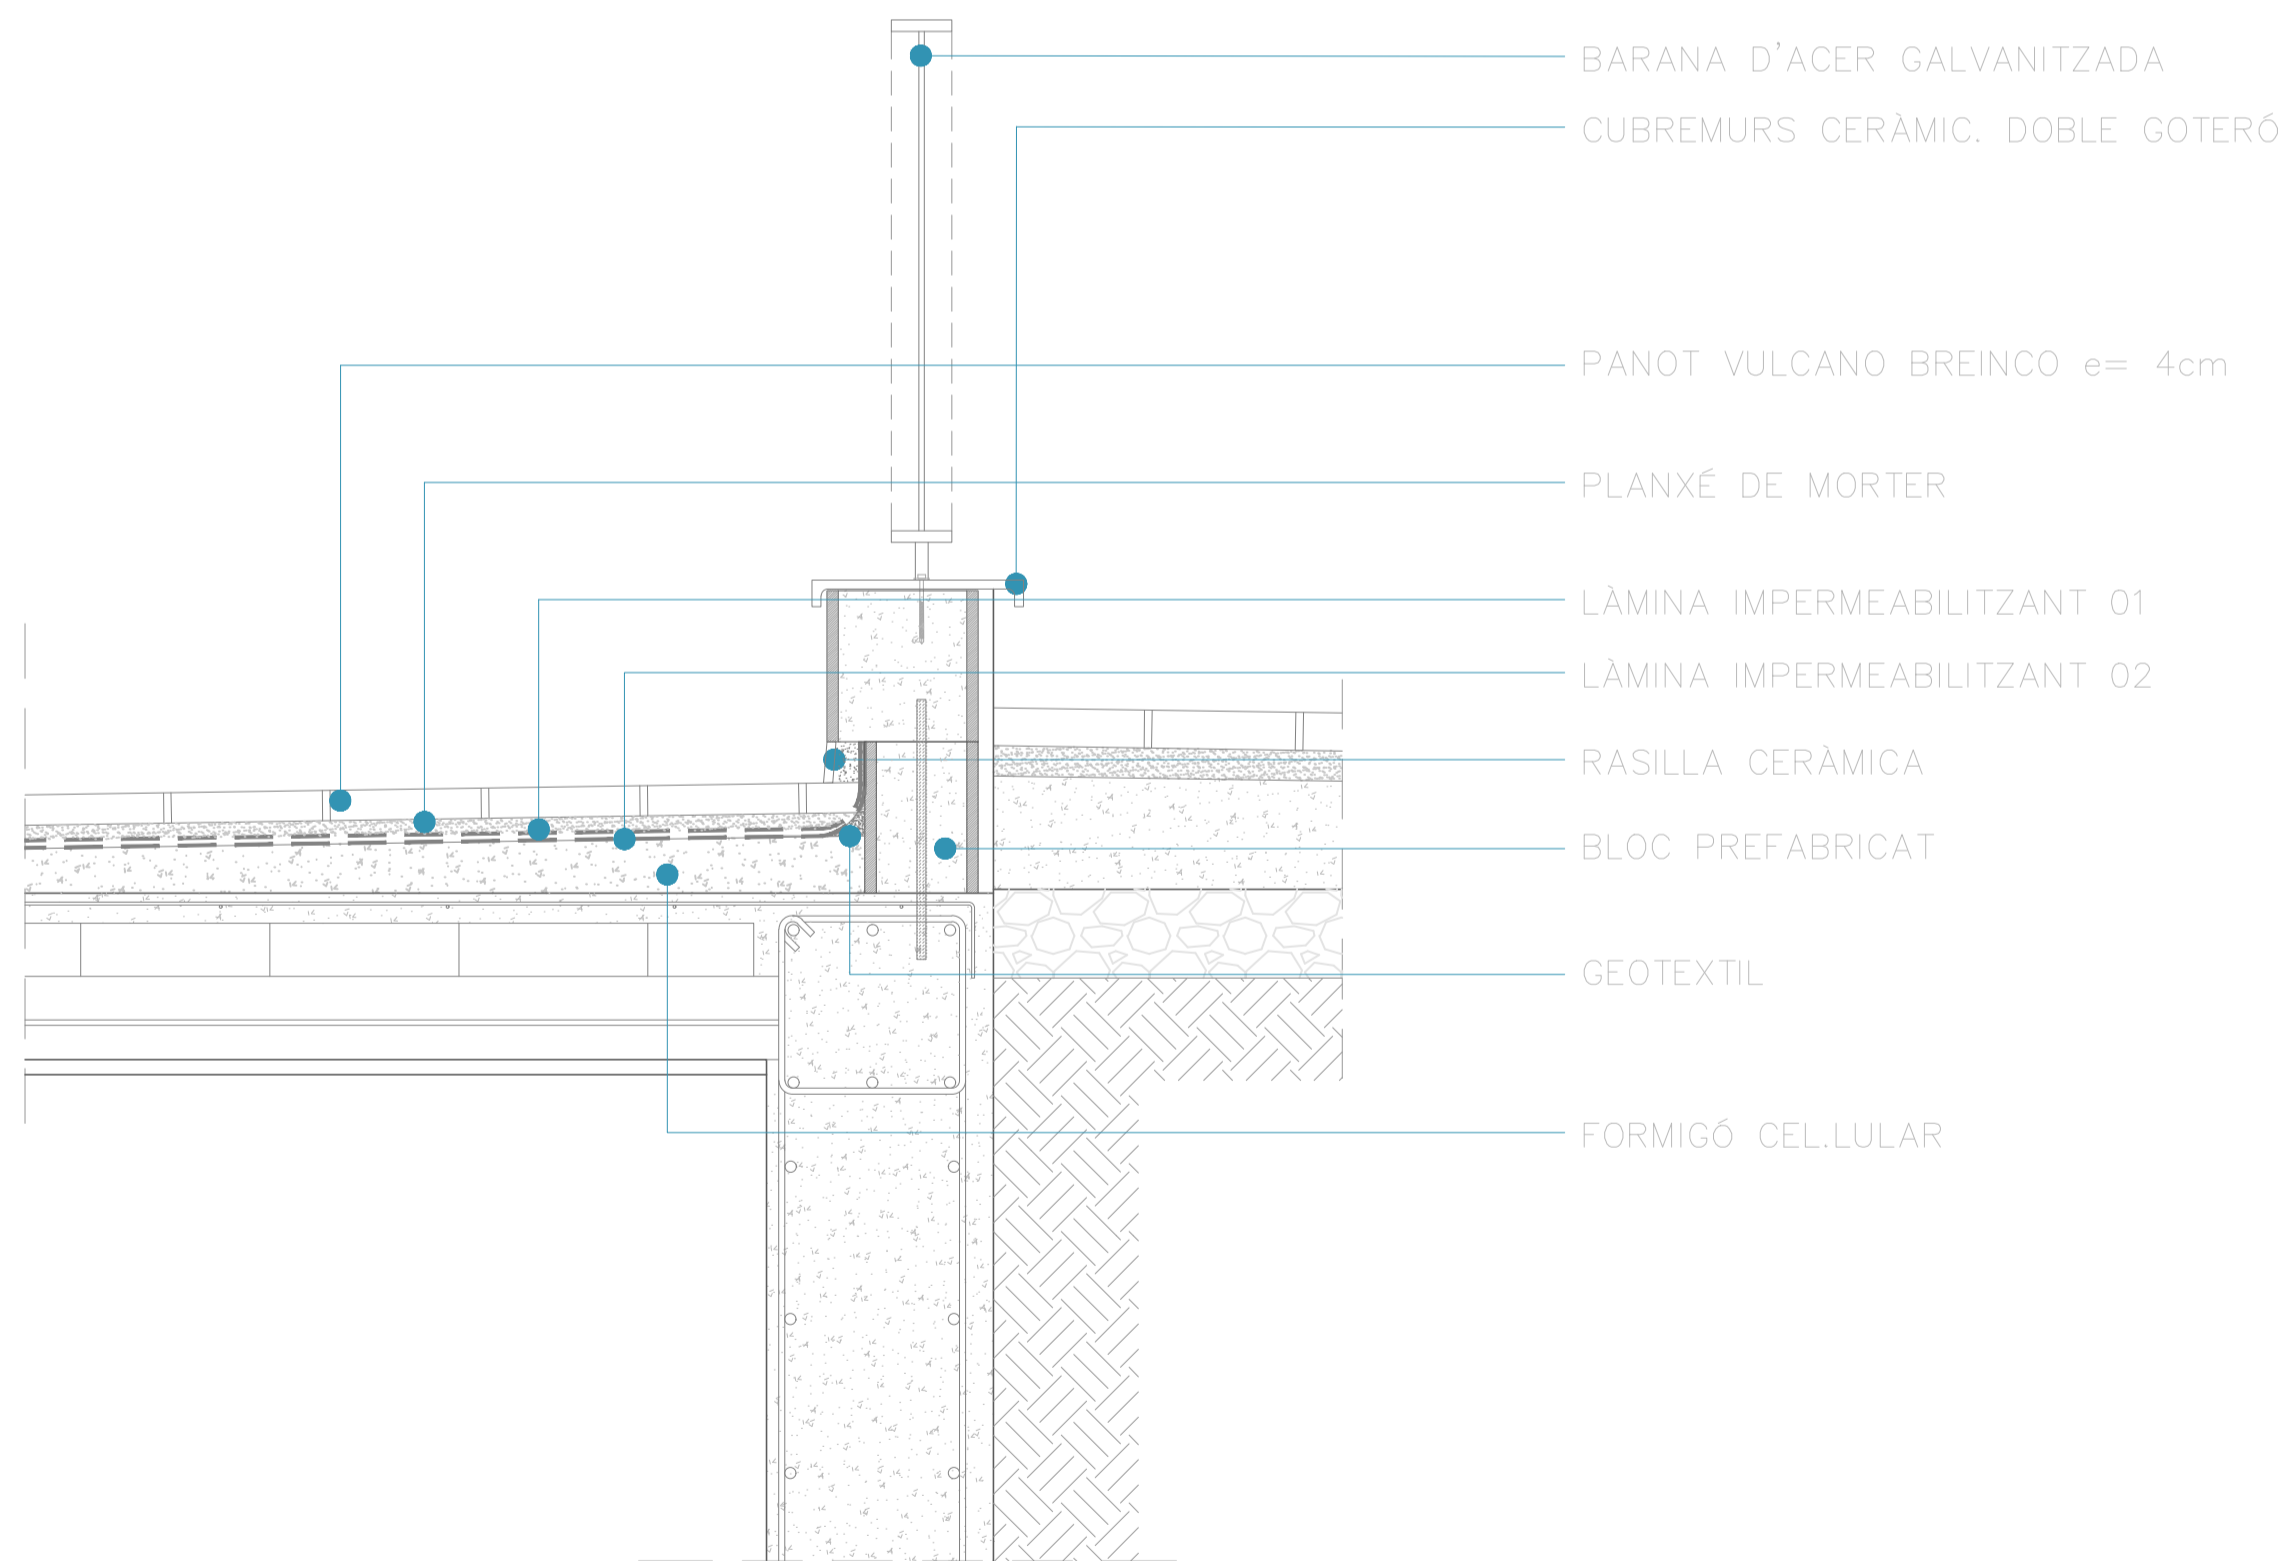 BARANA D'ACER GALVANITZADA
CUBREMURS CERÀMIC. DOBLE GOTERÓ
PANOT VULCANO BREINCO e= 4cm
PLANXÉ DE MORTER
LÀMINA IMPERMEABILITZANT 01
LÀMINA IMPERMEABILITZANT 02
RASILLA CERÀMICA
BLOC PREFABRICAT
GEOTEXTIL
FORMIGÓ CEL.LULAR